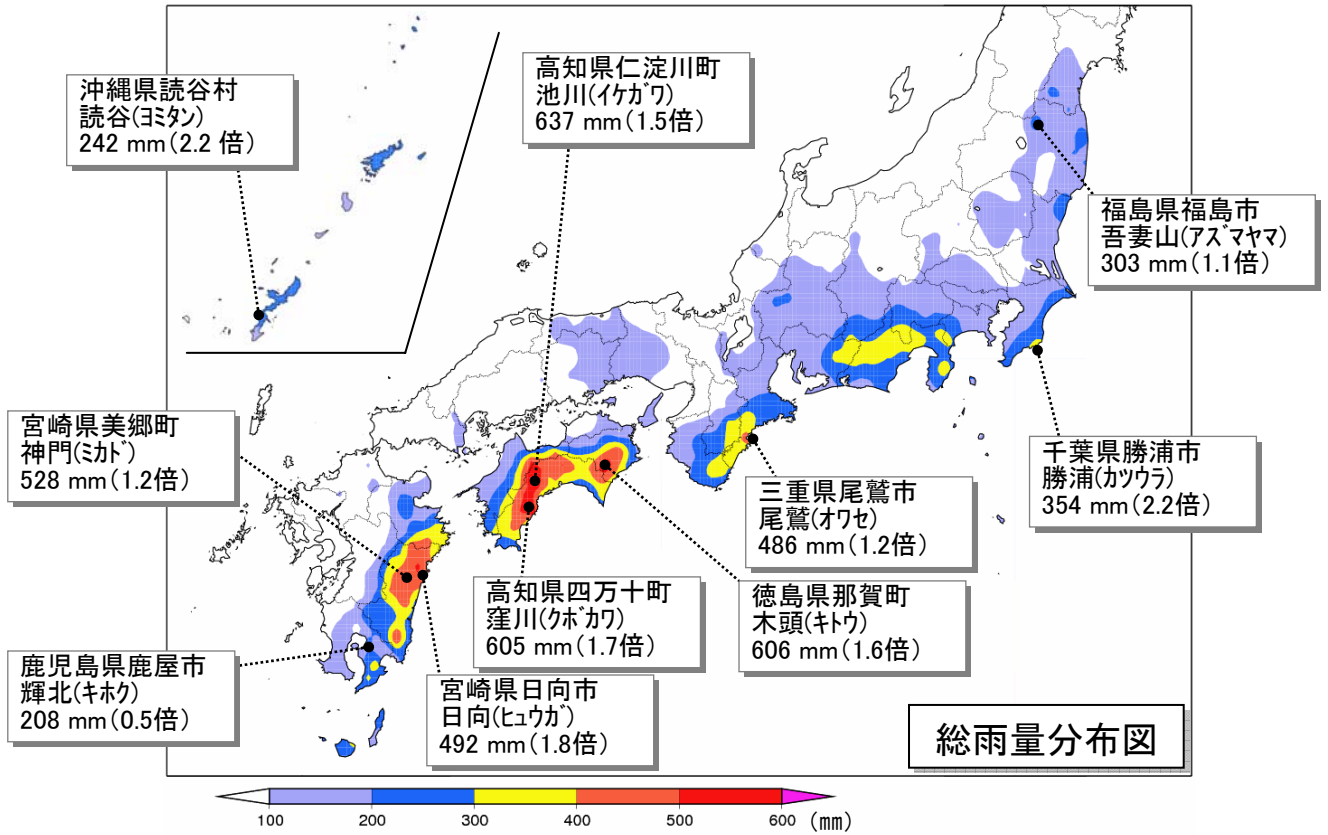 沖縄県読谷村
読谷(ﾖﾐﾀﾝ)
242 mm(2.2 倍)
高知県仁淀川町
池川(ｲｹｶﾞﾜ)
637 mm(1.5倍)
福島県福島市
吾妻山(ｱｽﾞﾏﾔﾏ)
303 mm(1.1倍)
宮崎県美郷町
神門(ﾐｶﾄﾞ)
528 mm(1.2倍)
千葉県勝浦市
勝浦(ｶﾂｳﾗ)
354 mm(2.2倍)
三重県尾鷲市
尾鷲(ｵﾜｾ)
486 mm(1.2倍)
高知県四万十町
窪川(ｸﾎﾞｶﾜ)
605 mm(1.7倍)
徳島県那賀町
木頭(ｷﾄｳ)
606 mm(1.6倍)
鹿児島県鹿屋市
輝北(ｷﾎｸ)
208 mm(0.5倍)
宮崎県日向市
日向(ﾋｭｳｶﾞ)
492 mm(1.8倍)
総雨量分布図
100 200 300 400 500 600 (mm)